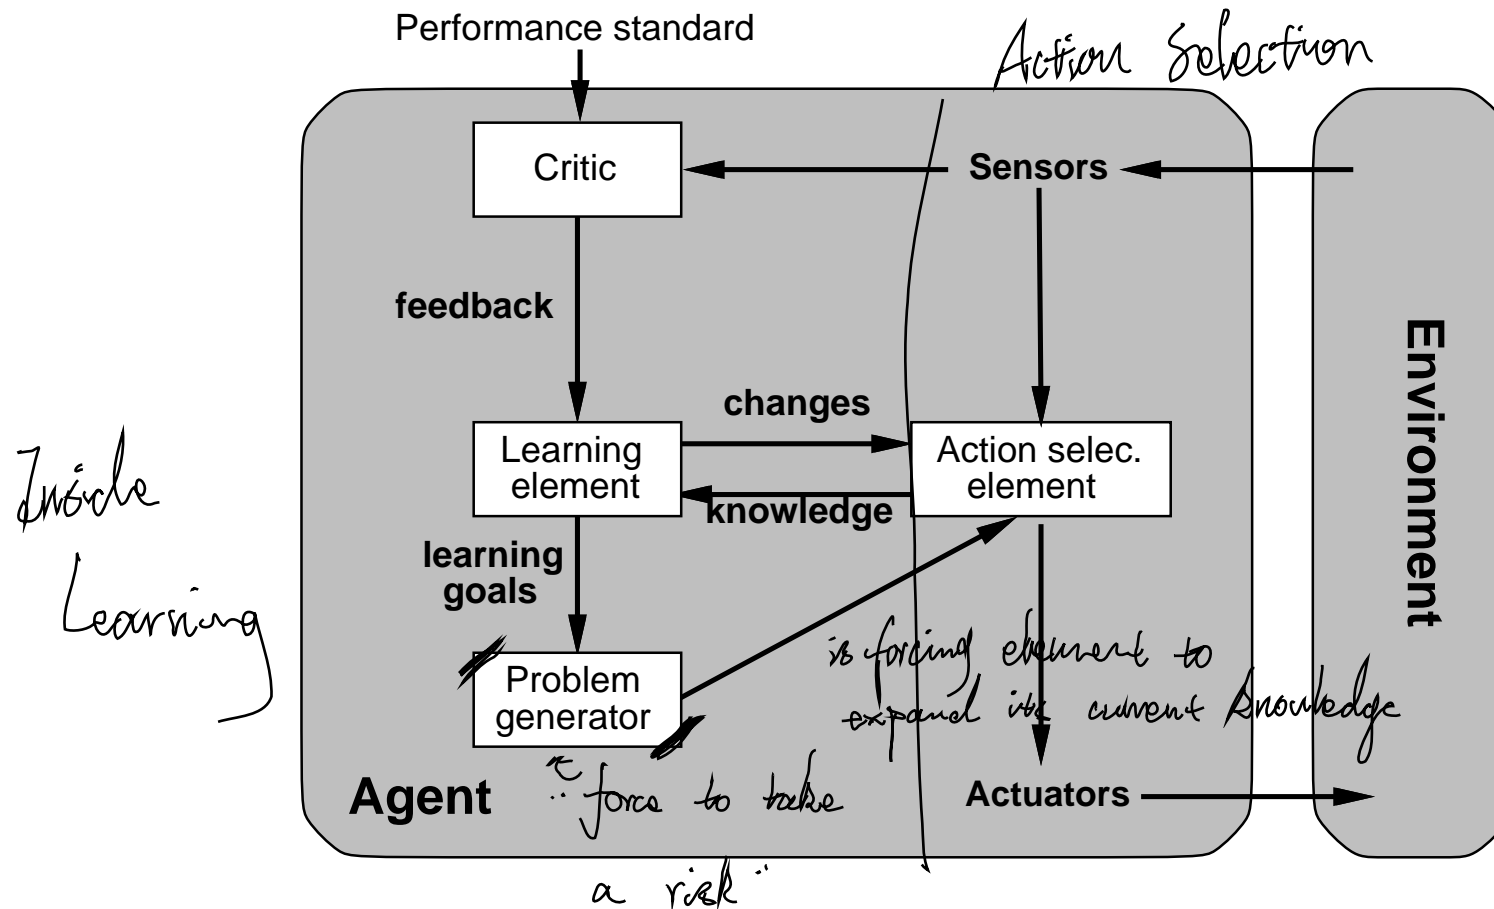 Performance standard
Action Selection
Critic
Sensors
feedback
changes
Learning
element
Action selec.
element
knowledge
Environment
Inside
Learning
learning
goals
Problem
generator
is forcing element to
expand its current knowledge
Agent
"force to take
a risk"
Actuators